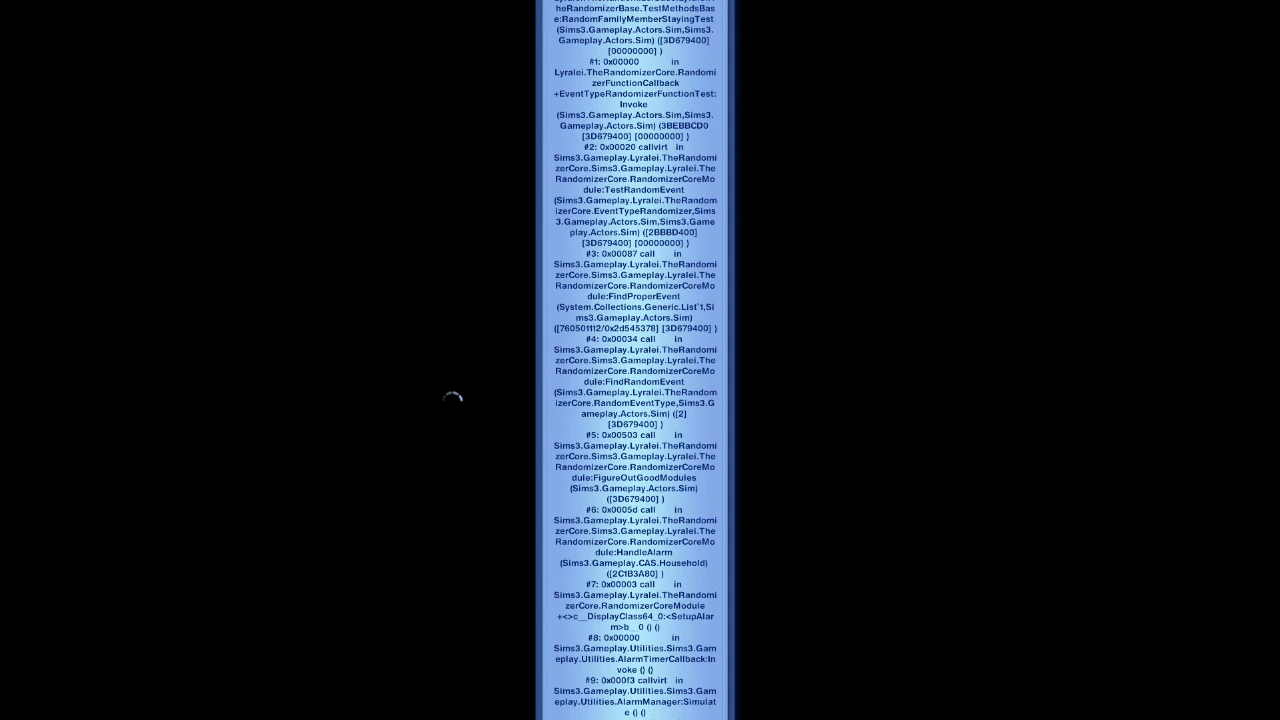 heRandomizerBase.TestMethodsBas
e:RandomFamilyMemberStayingTest
(Sims3.Gameplay.Actors.Sim,Sims3.
Gameplay.Actors.Sim) ([3D679400]
[00000000] )
#1: 0x00000 in
Lyralei.TheRandomizerCore.Randomi
zerFunctionCallback
+EventTypeRandomizerFunctionTest:
Invoke
(Sims3.Gameplay.Actors.Sim,Sims3.
Gameplay.Actors.Sim) (3BEBBCD0
[3D679400] [00000000] )
#2: 0x00020 callvirt in
Sims3.Gameplay.Lyralei.TheRandomi
zerCore.Sims3.Gameplay.Lyralei.The
RandomizerCore.RandomizerCoreMo
dule:TestRandomEvent
(Sims3.Gameplay.Lyralei.TheRandom
izerCore.EventTypeRandomizer,Sims
3.Gameplay.Actors.Sim,Sims3.Game
play.Actors.Sim) ([2BBBD400]
[3D679400] [00000000] )
#3: 0x00087 call in
Sims3.Gameplay.Lyralei.TheRandomi
zerCore.Sims3.Gameplay.Lyralei.The
RandomizerCore.RandomizerCoreMo
dule:FindProperEvent
(System.Collections.Generic.List`1,Si
ms3.Gameplay.Actors.Sim)
([760501112/0x2d545378] [3D679400] )
#4: 0x00034 call in
Sims3.Gameplay.Lyralei.TheRandomi
zerCore.Sims3.Gameplay.Lyralei.The
RandomizerCore.RandomizerCoreMo
dule:FindRandomEvent
(Sims3.Gameplay.Lyralei.TheRandom
izerCore.RandomEventType,Sims3.G
ameplay.Actors.Sim) ([2]
[3D679400] )
#5: 0x00503 call in
Sims3.Gameplay.Lyralei.TheRandomi
zerCore.Sims3.Gameplay.Lyralei.The
RandomizerCore.RandomizerCoreMo
dule:FigureOutGoodModules
(Sims3.Gameplay.Actors.Sim)
([3D679400] )
#6: 0x0005d call in
Sims3.Gameplay.Lyralei.TheRandomi
zerCore.Sims3.Gameplay.Lyralei.The
RandomizerCore.RandomizerCoreMo
dule:HandleAlarm
(Sims3.Gameplay.CAS.Household)
([2C1B3A80] )
#7: 0x00003 call in
Sims3.Gameplay.Lyralei.TheRandomi
zerCore.RandomizerCoreModule
+<>c__DisplayClass64_0:<SetupAlar
m>b__0 () ()
#8: 0x00000 in
Sims3.Gameplay.Utilities.Sims3.Gam
eplay.Utilities.AlarmTimerCallback:In
voke () ()
#9: 0x000f3 callvirt in
Sims3.Gameplay.Utilities.Sims3.Gam
eplay.Utilities.AlarmManager:Simulat
e () ()